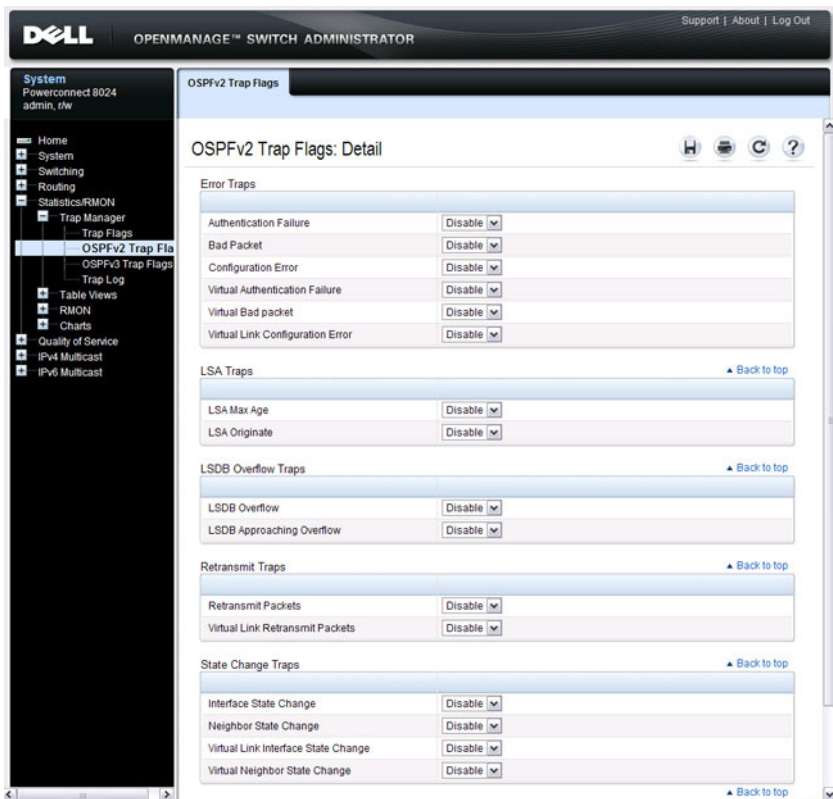 DELL
OPENMANAGE™ SWITCH ADMINISTRATOR
Support | About | Log Out
System
Powerconnect 8024
admin, r/w
Home
System
Switching
Routing
Statistics/RMON
Trap Manager
Trap Flags
OSPFv2 Trap Fla
OSPFv3 Trap Flags
Trap Log
Table Views
RMON
Charts
Quality of Service
IPv4 Multicast
IPv6 Multicast
OSPFv2 Trap Flags
OSPFv2 Trap Flags: Detail
Error Traps
Authentication Failure Disable
Bad Packet Disable
Configuration Error Disable
Virtual Authentication Failure Disable
Virtual Bad packet Disable
Virtual Link Configuration Error Disable
LSA Traps Back to top
LSA Max Age Disable
LSA Originate Disable
LSDB Overflow Traps Back to top
LSDB Overflow Disable
LSDB Approaching Overflow Disable
Retransmit Traps Back to top
Retransmit Packets Disable
Virtual Link Retransmit Packets Disable
State Change Traps Back to top
Interface State Change Disable
Neighbor State Change Disable
Virtual Link Interface State Change Disable
Virtual Neighbor State Change Disable
Back to top